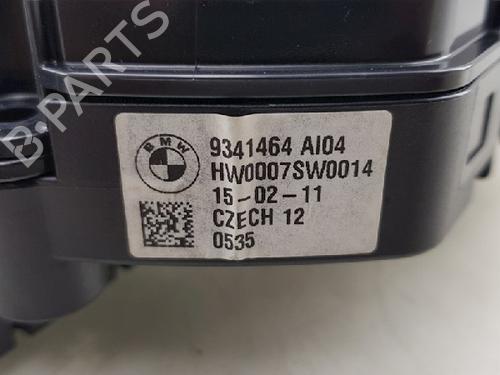 B-PARTS
BMW
9341464 AI04
HW0007SW0014
15-02-11
CZECH 12
0535